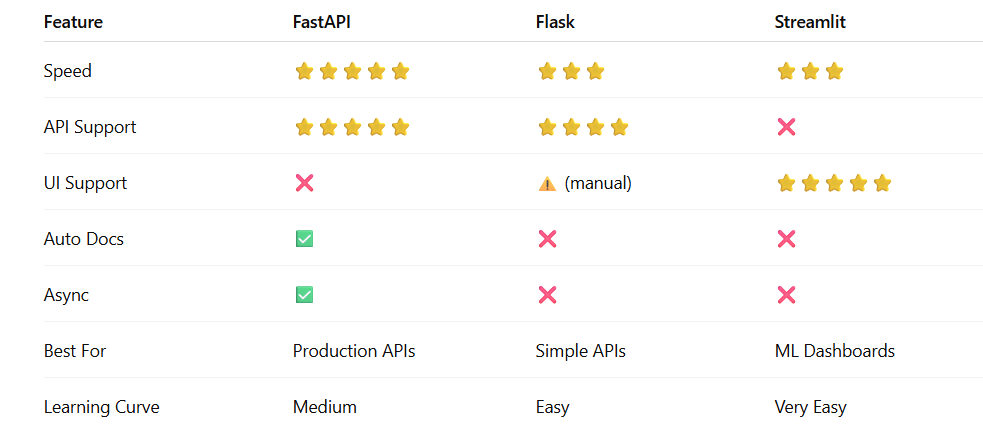 Feature FastAPI Flask Streamlit
Speed ⭐⭐⭐⭐⭐ ⭐⭐⭐ ⭐⭐⭐
API Support ⭐⭐⭐⭐⭐ ⭐⭐⭐⭐ ❌
UI Support ❌ ⚠️ (manual) ⭐⭐⭐⭐⭐
Auto Docs ✅ ❌ ❌
Async ✅ ❌ ❌
Best For Production APIs Simple APIs ML Dashboards
Learning Curve Medium Easy Very Easy